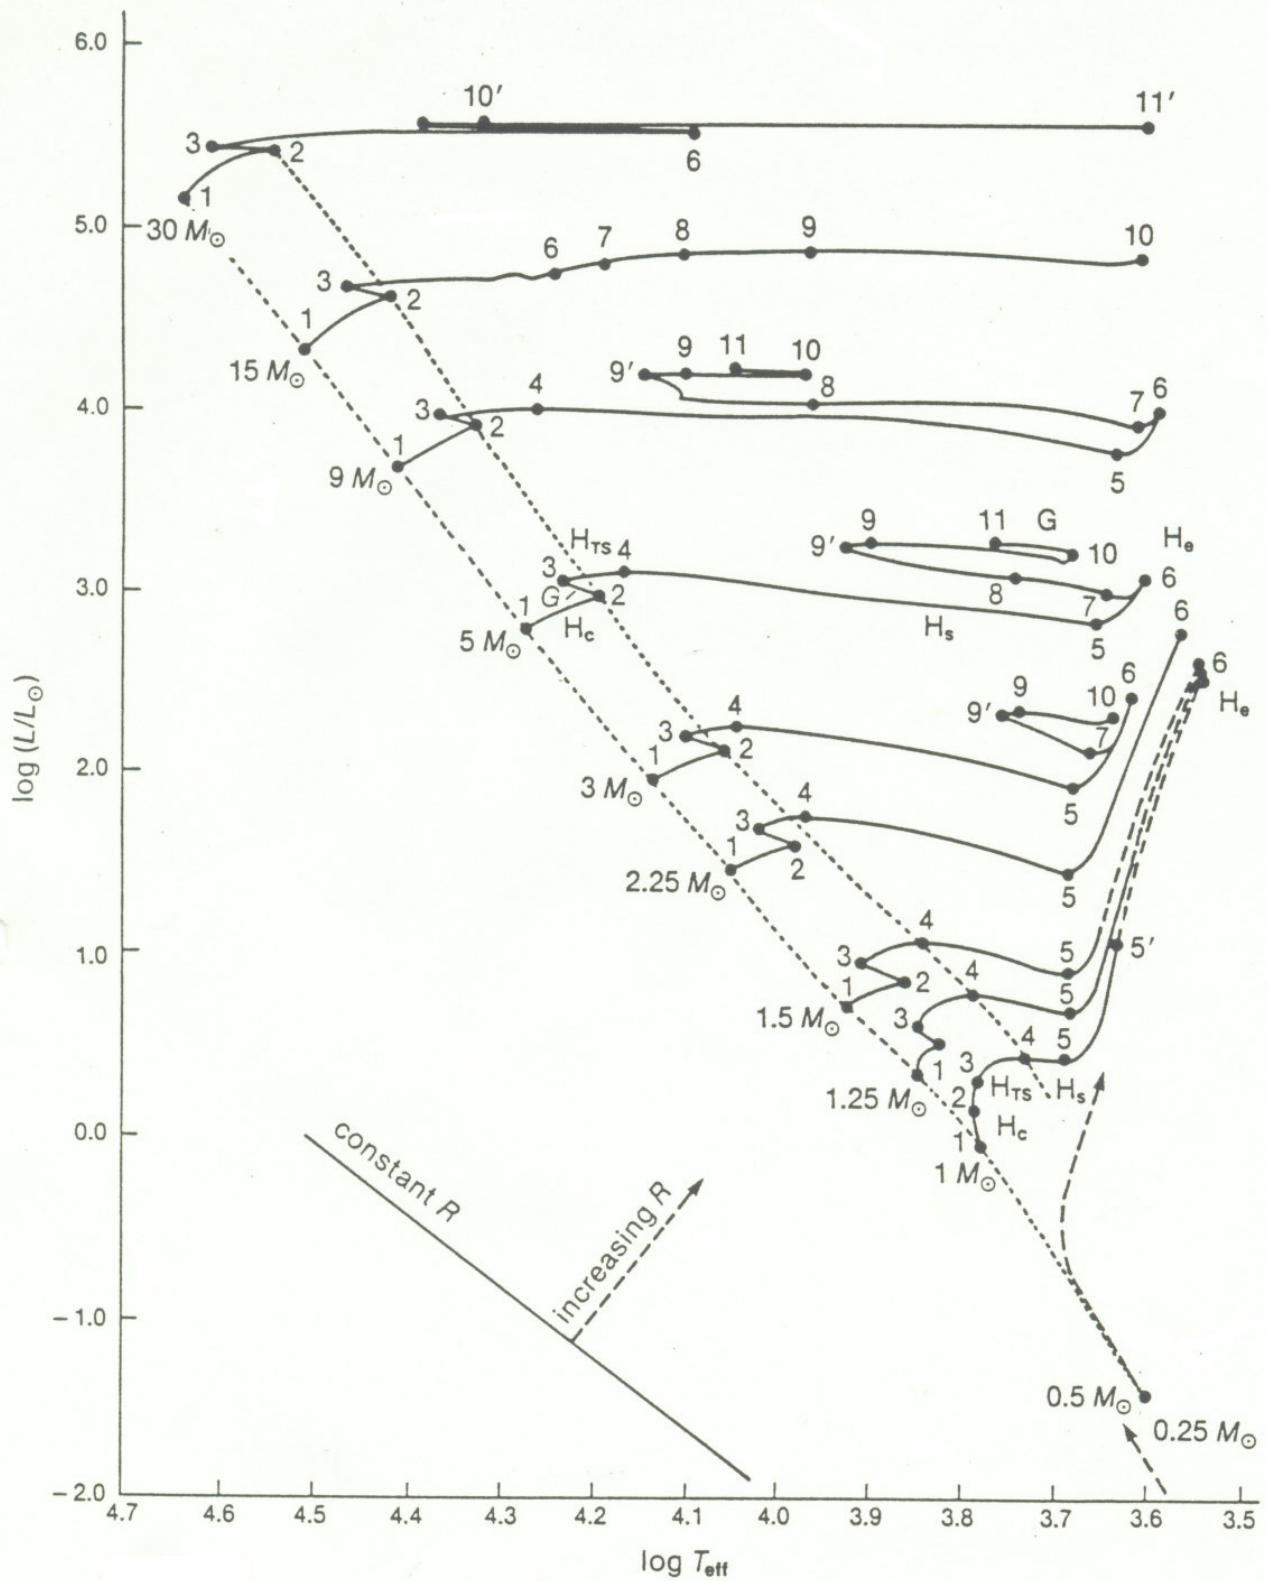 6.0
10′ 11′
3 2 6
1
5.0
30 M⊙
6 7 8 9 10
3 2
1
15 M⊙
9′ 9 11 10
4.0
3 4 8 7 6
2
1 5
9 M⊙
H_TS 4 9′ 9 11 G 10 H_e
3.0
3 8 7 6
G 2
1 H_c H_s 5 6
5 M⊙
log (L/L⊙)
9′ 9 10 6 6
H_e
4
3 2 7
2.0
1
3 M⊙ 5
4
3
1 2
2.25 M⊙ 5
4
1.0
3 5 5′
2 4
1 5
1.5 M⊙ 3
4 5
1 3
1.25 M⊙ H_TS H_s
2 H_c
0.0
1
1 M⊙
constant R
increasing R
−1.0
0.5 M⊙
0.25 M⊙
−2.0
4.7 4.6 4.5 4.4 4.3 4.2 4.1 4.0 3.9 3.8 3.7 3.6 3.5
log T_eff